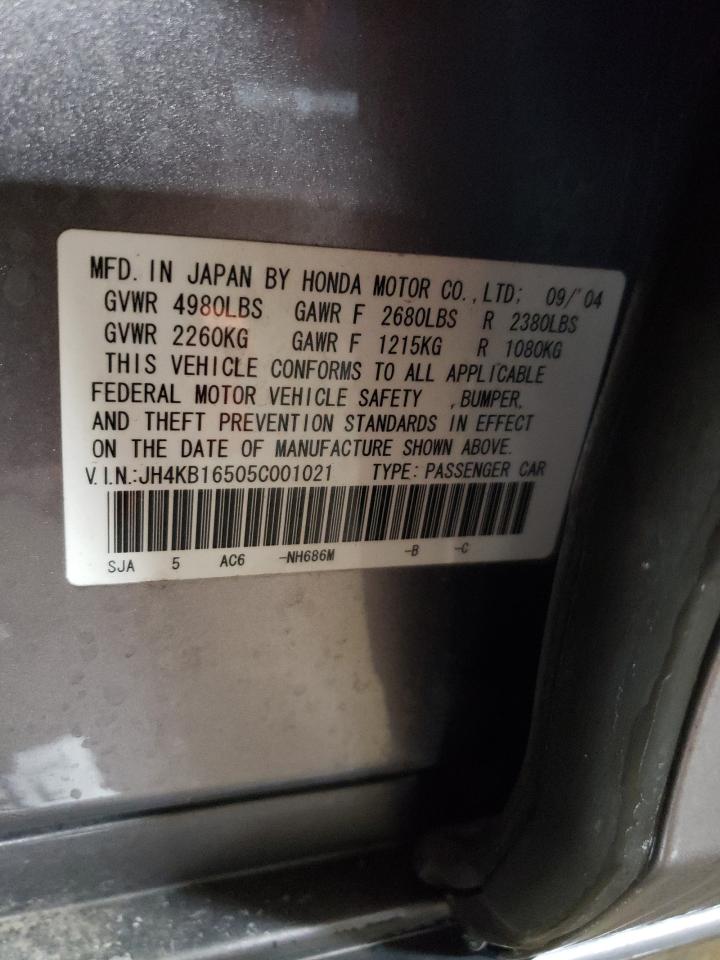 MFD. IN JAPAN BY HONDA MOTOR CO., LTD; 09/'04
GVWR 4980LBS GAWR F 2680LBS R 2380LBS
GVWR 2260KG GAWR F 1215KG R 1080KG
THIS VEHICLE CONFORMS TO ALL APPLICABLE
FEDERAL MOTOR VEHICLE SAFETY ,BUMPER,
AND THEFT PREVENTION STANDARDS IN EFFECT
ON THE DATE OF MANUFACTURE SHOWN ABOVE.
V.I.N.:JH4KB16505C001021 TYPE: PASSENGER CAR
SJA 5 AC6 -NH686M -B -C